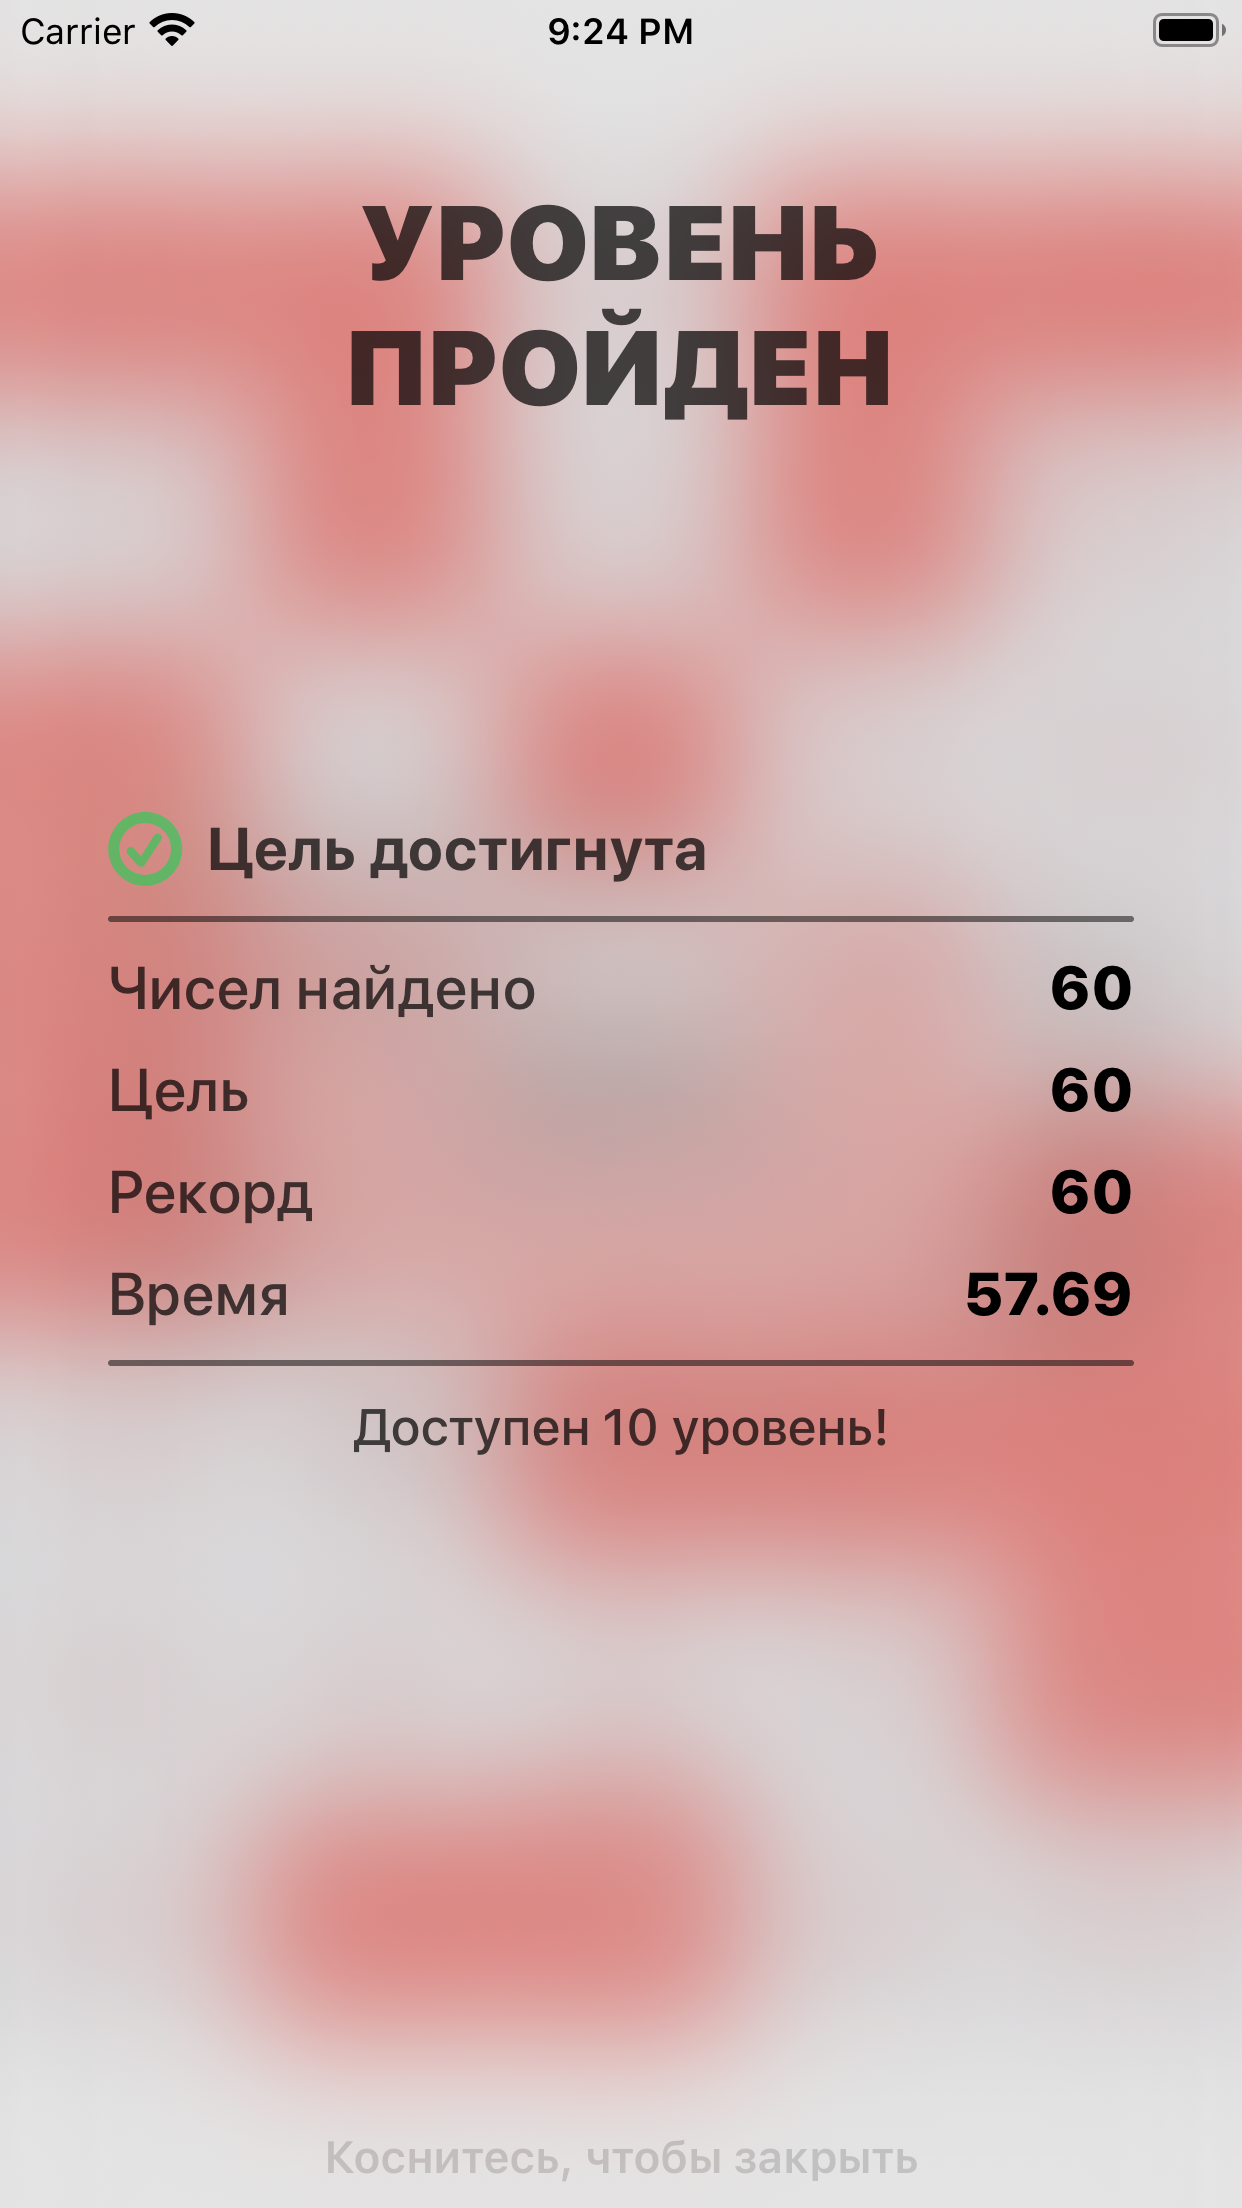 Carrier 9:24 PM
УРОВЕНЬ
ПРОЙДЕН
Цель достигнута
Чисел найдено 60
Цель 60
Рекорд 60
Время 57.69
Доступен 10 уровень!
Коснитесь, чтобы закрыть